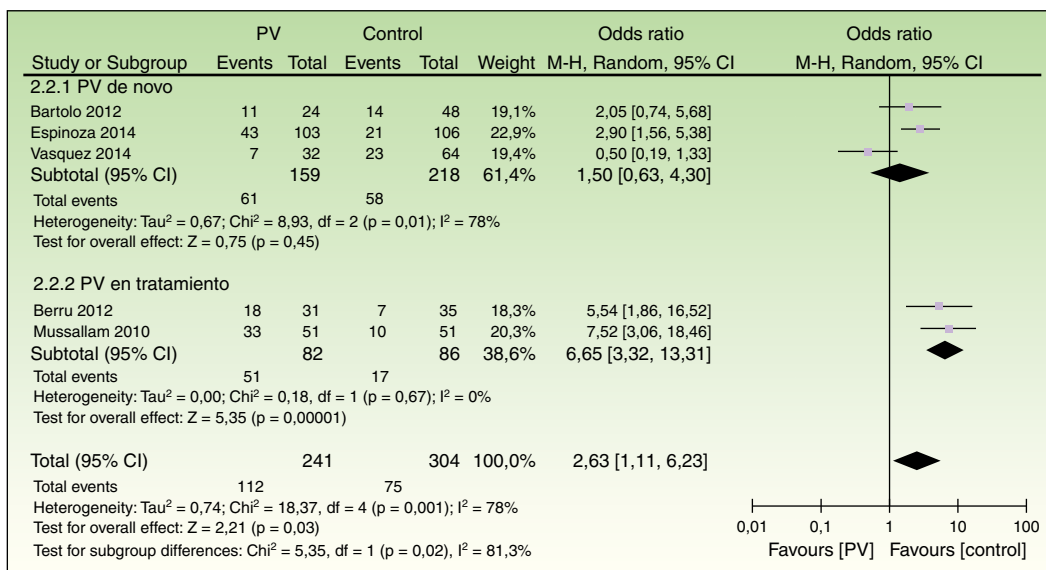 PV Control Odds ratio Odds ratio
Study or Subgroup Events Total Events Total Weight M-H, Random, 95% CI M-H, Random, 95% CI
2.2.1 PV de novo
Bartolo 2012 11 24 14 48 19,1% 2,05 [0,74, 5,68]
Espinoza 2014 43 103 21 106 22,9% 2,90 [1,56, 5,38]
Vasquez 2014 7 32 23 64 19,4% 0,50 [0,19, 1,33]
Subtotal (95% CI) 159 218 61,4% 1,50 [0,63, 4,30]
Total events 61 58
Heterogeneity: Tau² = 0,67; Chi² = 8,93, df = 2 (p = 0,01); I² = 78%
Test for overall effect: Z = 0,75 (p = 0,45)
2.2.2 PV en tratamiento
Berru 2012 18 31 7 35 18,3% 5,54 [1,86, 16,52]
Mussallam 2010 33 51 10 51 20,3% 7,52 [3,06, 18,46]
Subtotal (95% CI) 82 86 38,6% 6,65 [3,32, 13,31]
Total events 51 17
Heterogeneity: Tau² = 0,00; Chi² = 0,18, df = 1 (p = 0,67); I² = 0%
Test for overall effect: Z = 5,35 (p = 0,00001)
Total (95% CI) 241 304 100,0% 2,63 [1,11, 6,23]
Total events 112 75
Heterogeneity: Tau² = 0,74; Chi² = 18,37, df = 4 (p = 0,001); I² = 78%
Test for overall effect: Z = 2,21 (p = 0,03)
Test for subgroup differences: Chi² = 5,35, df = 1 (p = 0,02), I² = 81,3%
0,01 0,1 1 10 100
Favours [PV] Favours [control]